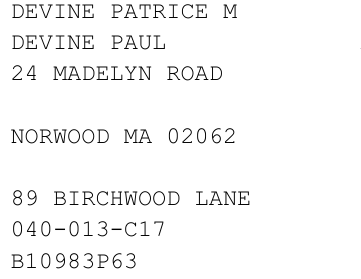 DEVINE PATRICE M
DEVINE PAUL
24 MADELYN ROAD
NORWOOD MA 02062
89 BIRCHWOOD LANE
040-013-C17
B10983P63